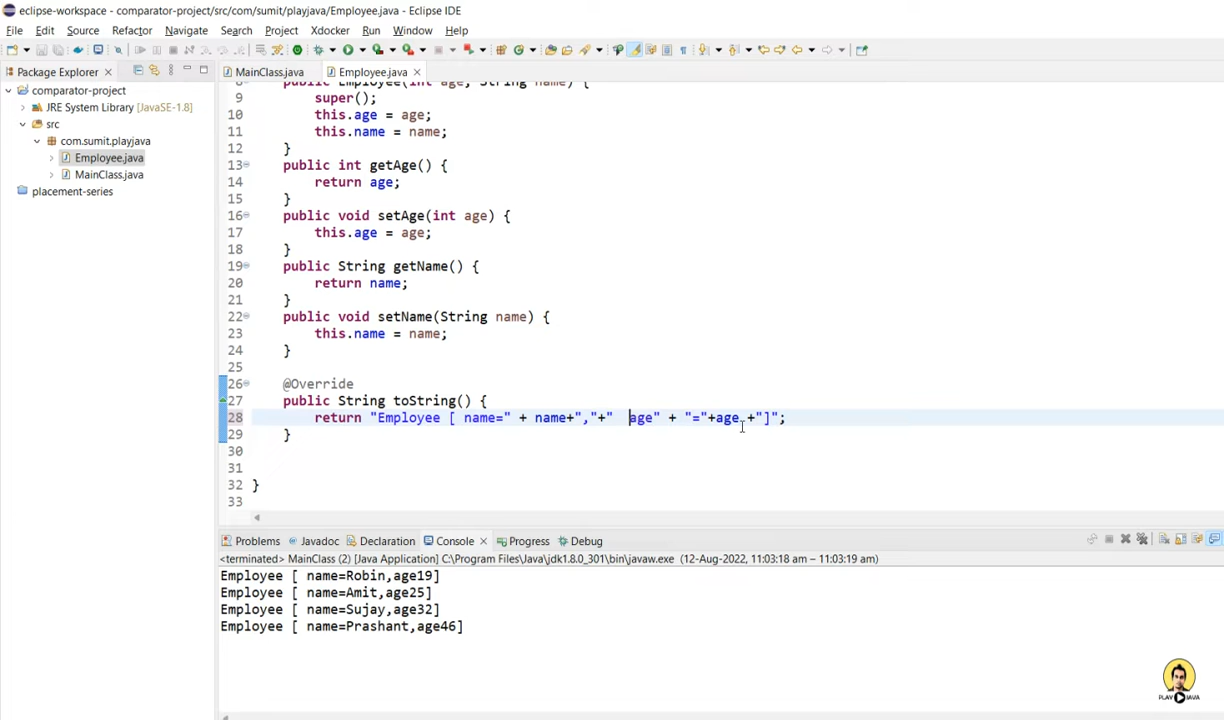 eclipse-workspace - comparator-project/src/com/sumit/playjava/Employee.java - Eclipse IDE
File Edit Source Refactor Navigate Search Project Xdocker Run Window Help
Package Explorer
MainClass.java Employee.java
comparator-project
JRE System Library [JavaSE-1.8]
src
com.sumit.playjava
Employee.java
MainClass.java
placement-series
public Employee(int age, String name) {
9 super();
10 this.age = age;
11 this.name = name;
12 }
13 public int getAge() {
14 return age;
15 }
16 public void setAge(int age) {
17 this.age = age;
18 }
19 public String getName() {
20 return name;
21 }
22 public void setName(String name) {
23 this.name = name;
24 }
25
26 @Override
27 public String toString() {
28 return "Employee [ name=" + name+","+"  age" + "="+age +"]";
29 }
30
31
32 }
33
Problems Javadoc Declaration Console Progress Debug
<terminated> MainClass (2) [Java Application] C:\Program Files\Java\jdk1.8.0_301\bin\javaw.exe (12-Aug-2022, 11:03:18 am – 11:03:19 am)
Employee [ name=Robin,age19]
Employee [ name=Amit,age25]
Employee [ name=Sujay,age32]
Employee [ name=Prashant,age46]
PLAY JAVA